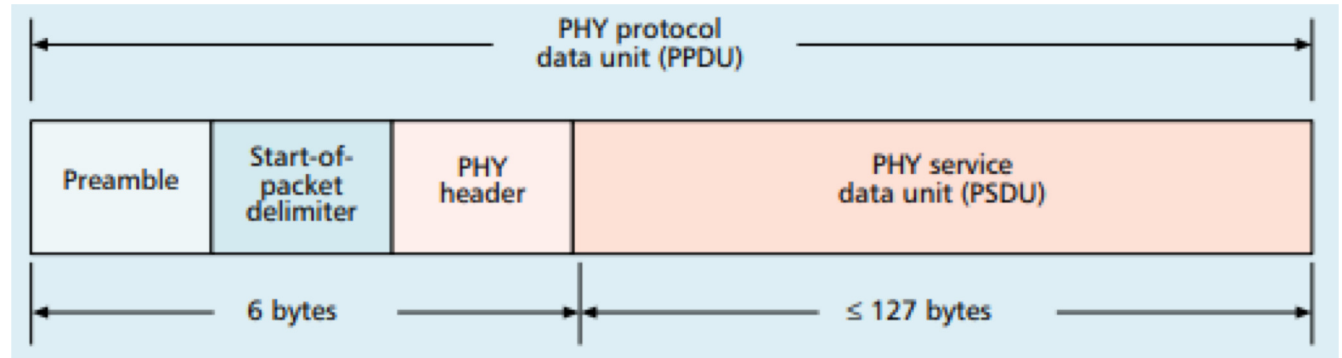 PHY protocol
data unit (PPDU)
Preamble
Start-of-
packet
delimiter
PHY
header
PHY service
data unit (PSDU)
6 bytes
≤ 127 bytes